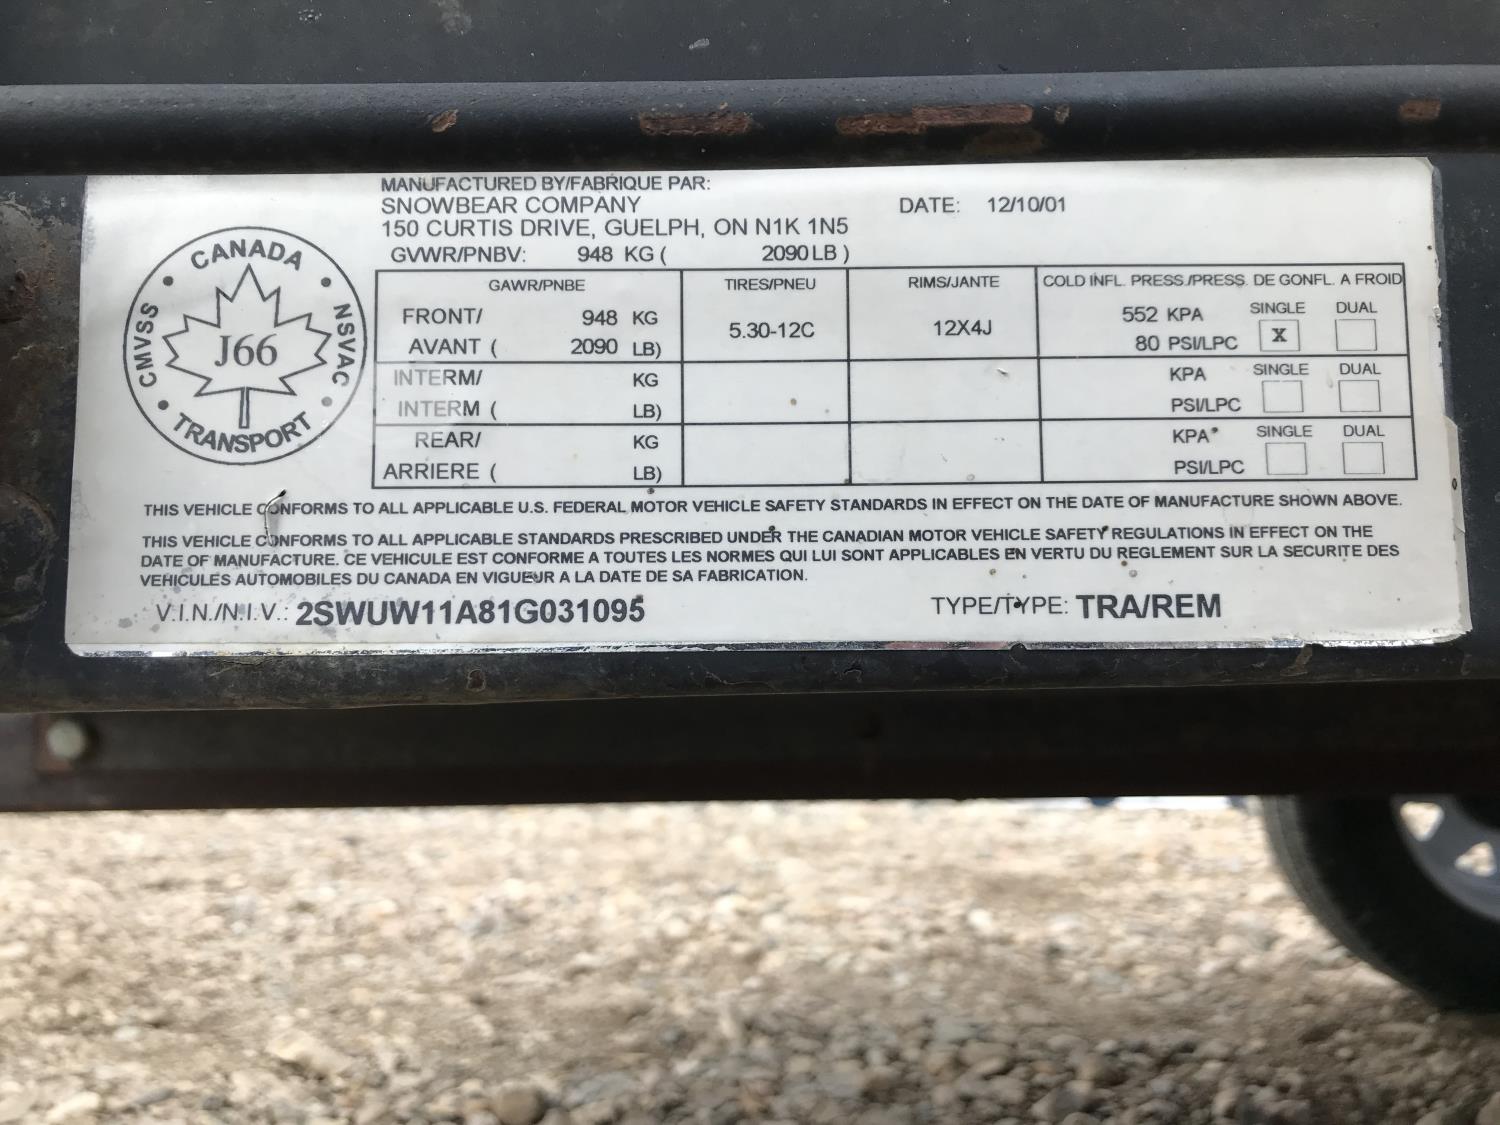 MANUFACTURED BY/FABRIQUE PAR:
SNOWBEAR COMPANY
150 CURTIS DRIVE, GUELPH, ON N1K 1N5
DATE: 12/10/01
GVWR/PNBV: 948 KG ( 2090 LB )
CANADA
CMVSS
NSVAC
J66
TRANSPORT
GAWR/PNBE TIRES/PNEU RIMS/JANTE COLD INFL. PRESS./PRESS. DE GONFL. A FROID
FRONT/ 948 KG 5.30-12C 12X4J 552 KPA SINGLE DUAL
AVANT ( 2090 LB) 80 PSI/LPC X
INTERM/ KG KPA SINGLE DUAL
INTERM ( LB) PSI/LPC
REAR/ KG KPA SINGLE DUAL
ARRIERE ( LB) PSI/LPC
THIS VEHICLE CONFORMS TO ALL APPLICABLE U.S. FEDERAL MOTOR VEHICLE SAFETY STANDARDS IN EFFECT ON THE DATE OF MANUFACTURE SHOWN ABOVE.
THIS VEHICLE CONFORMS TO ALL APPLICABLE STANDARDS PRESCRIBED UNDER THE CANADIAN MOTOR VEHICLE SAFETY REGULATIONS IN EFFECT ON THE
DATE OF MANUFACTURE. CE VEHICULE EST CONFORME A TOUTES LES NORMES QUI LUI SONT APPLICABLES EN VERTU DU REGLEMENT SUR LA SECURITE DES
VEHICULES AUTOMOBILES DU CANADA EN VIGUEUR A LA DATE DE SA FABRICATION.
V.I.N./N.I.V.: 2SWUW11A81G031095 TYPE/TYPE: TRA/REM